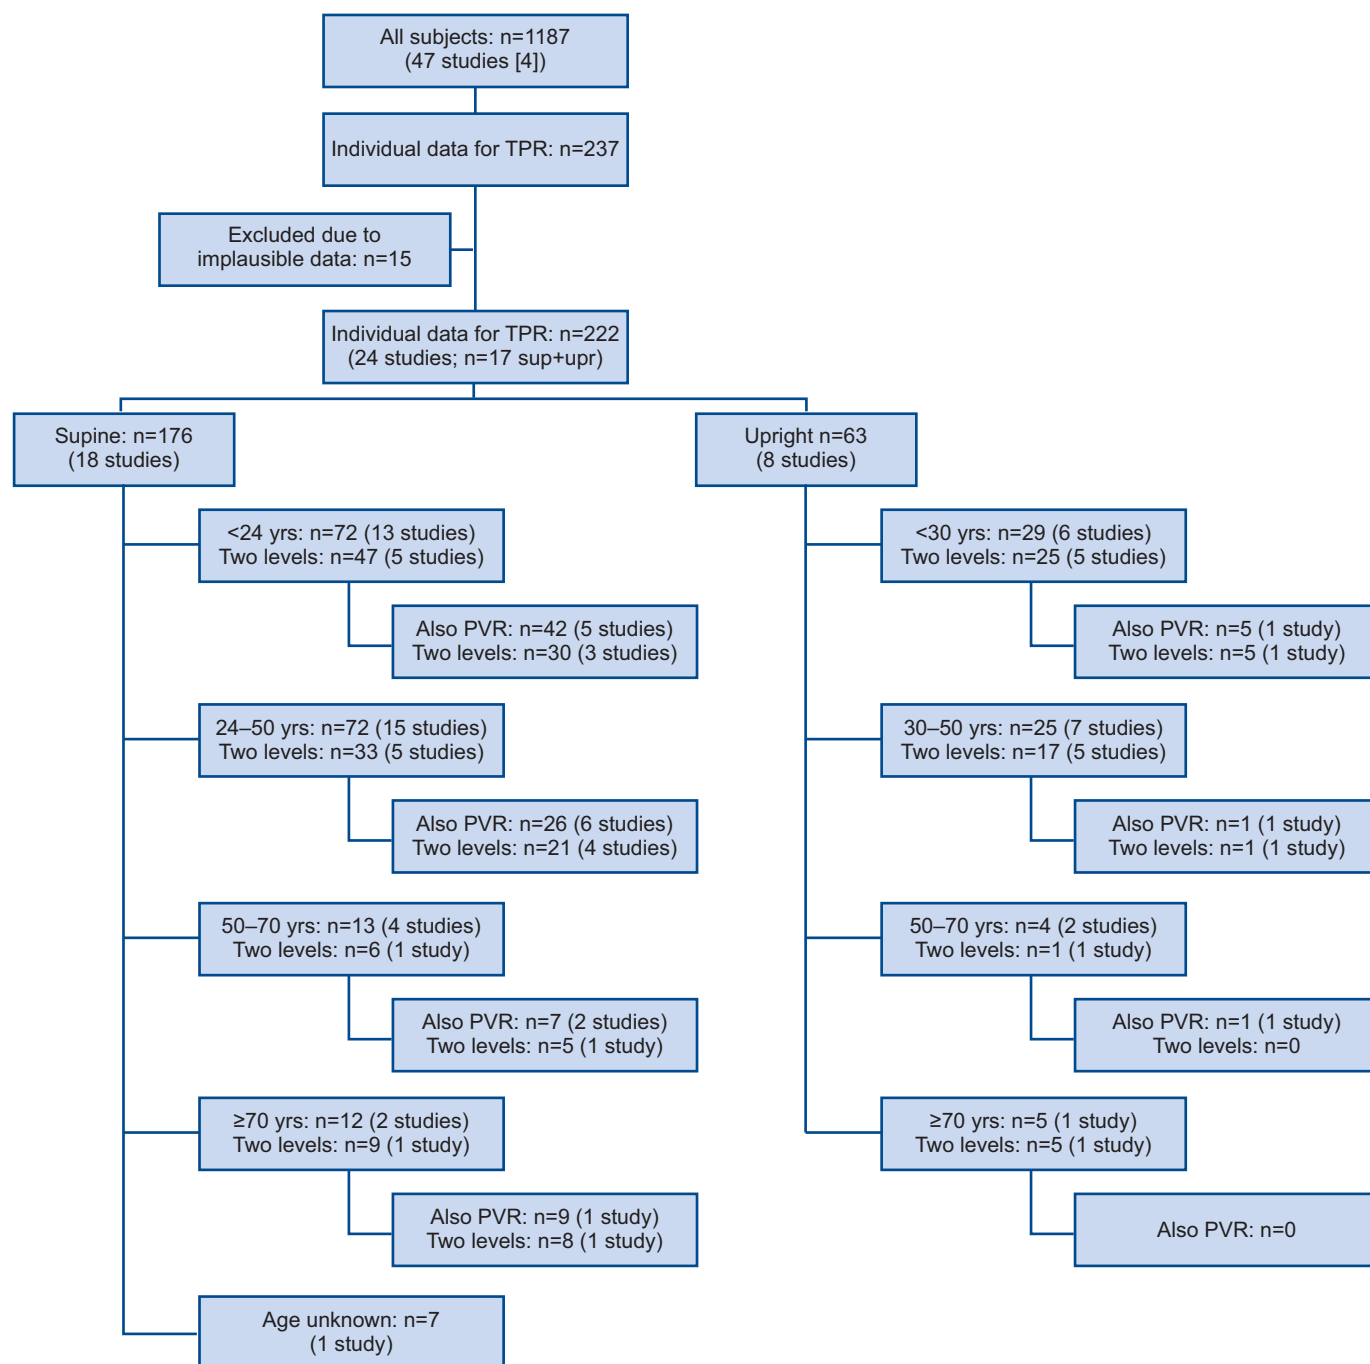 All subjects: n=1187
(47 studies [4])
Individual data for TPR: n=237
Excluded due to
implausible data: n=15
Individual data for TPR: n=222
(24 studies; n=17 sup+upr)
Supine: n=176
(18 studies)
<24 yrs: n=72 (13 studies)
Two levels: n=47 (5 studies)
Also PVR: n=42 (5 studies)
Two levels: n=30 (3 studies)
24–50 yrs: n=72 (15 studies)
Two levels: n=33 (5 studies)
Also PVR: n=26 (6 studies)
Two levels: n=21 (4 studies)
50–70 yrs: n=13 (4 studies)
Two levels: n=6 (1 study)
Also PVR: n=7 (2 studies)
Two levels: n=5 (1 study)
≥70 yrs: n=12 (2 studies)
Two levels: n=9 (1 study)
Also PVR: n=9 (1 study)
Two levels: n=8 (1 study)
Age unknown: n=7
(1 study)
Upright n=63
(8 studies)
<30 yrs: n=29 (6 studies)
Two levels: n=25 (5 studies)
Also PVR: n=5 (1 study)
Two levels: n=5 (1 study)
30–50 yrs: n=25 (7 studies)
Two levels: n=17 (5 studies)
Also PVR: n=1 (1 study)
Two levels: n=1 (1 study)
50–70 yrs: n=4 (2 studies)
Two levels: n=1 (1 study)
Also PVR: n=1 (1 study)
Two levels: n=0
≥70 yrs: n=5 (1 study)
Two levels: n=5 (1 study)
Also PVR: n=0